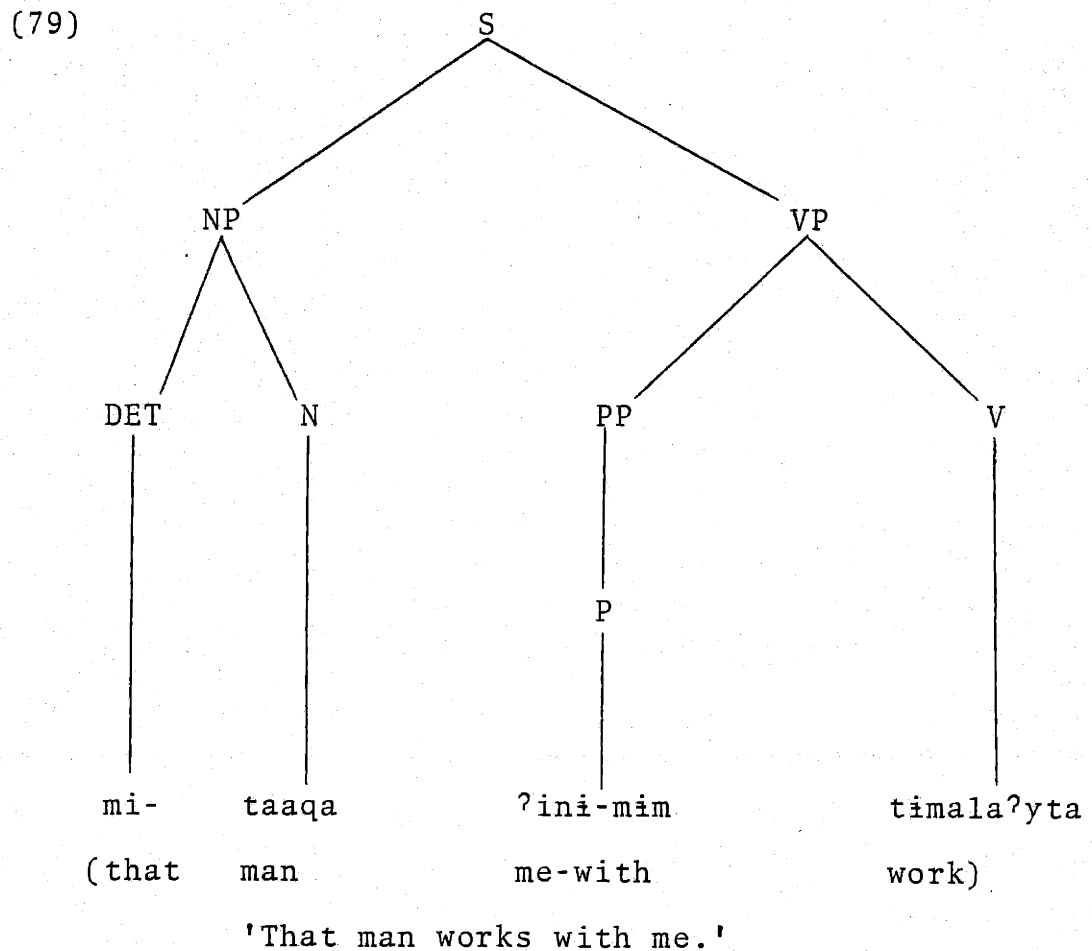 (79)
S
NP VP
DET N PP V
P
mi- taaqa ʔinɨ-mɨm tɨmalaʔyta
(that man me-with work)
'That man works with me.'